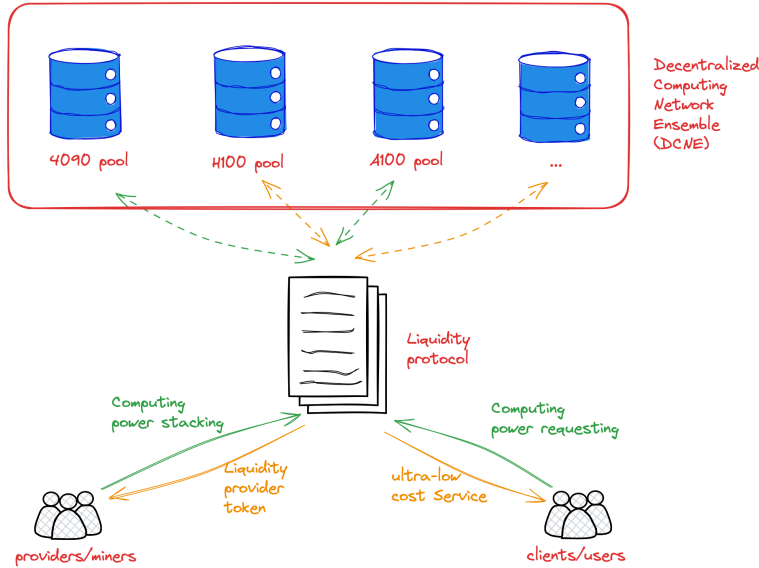 Decentralized
Computing
Network
Ensemble
(DCNE)
4090 pool
H100 pool
A100 pool
...
Liquidity
protocol
Computing
power stacking
Computing
power requesting
Liquidity
provider
token
ultra-low
cost Service
providers/miners
clients/users